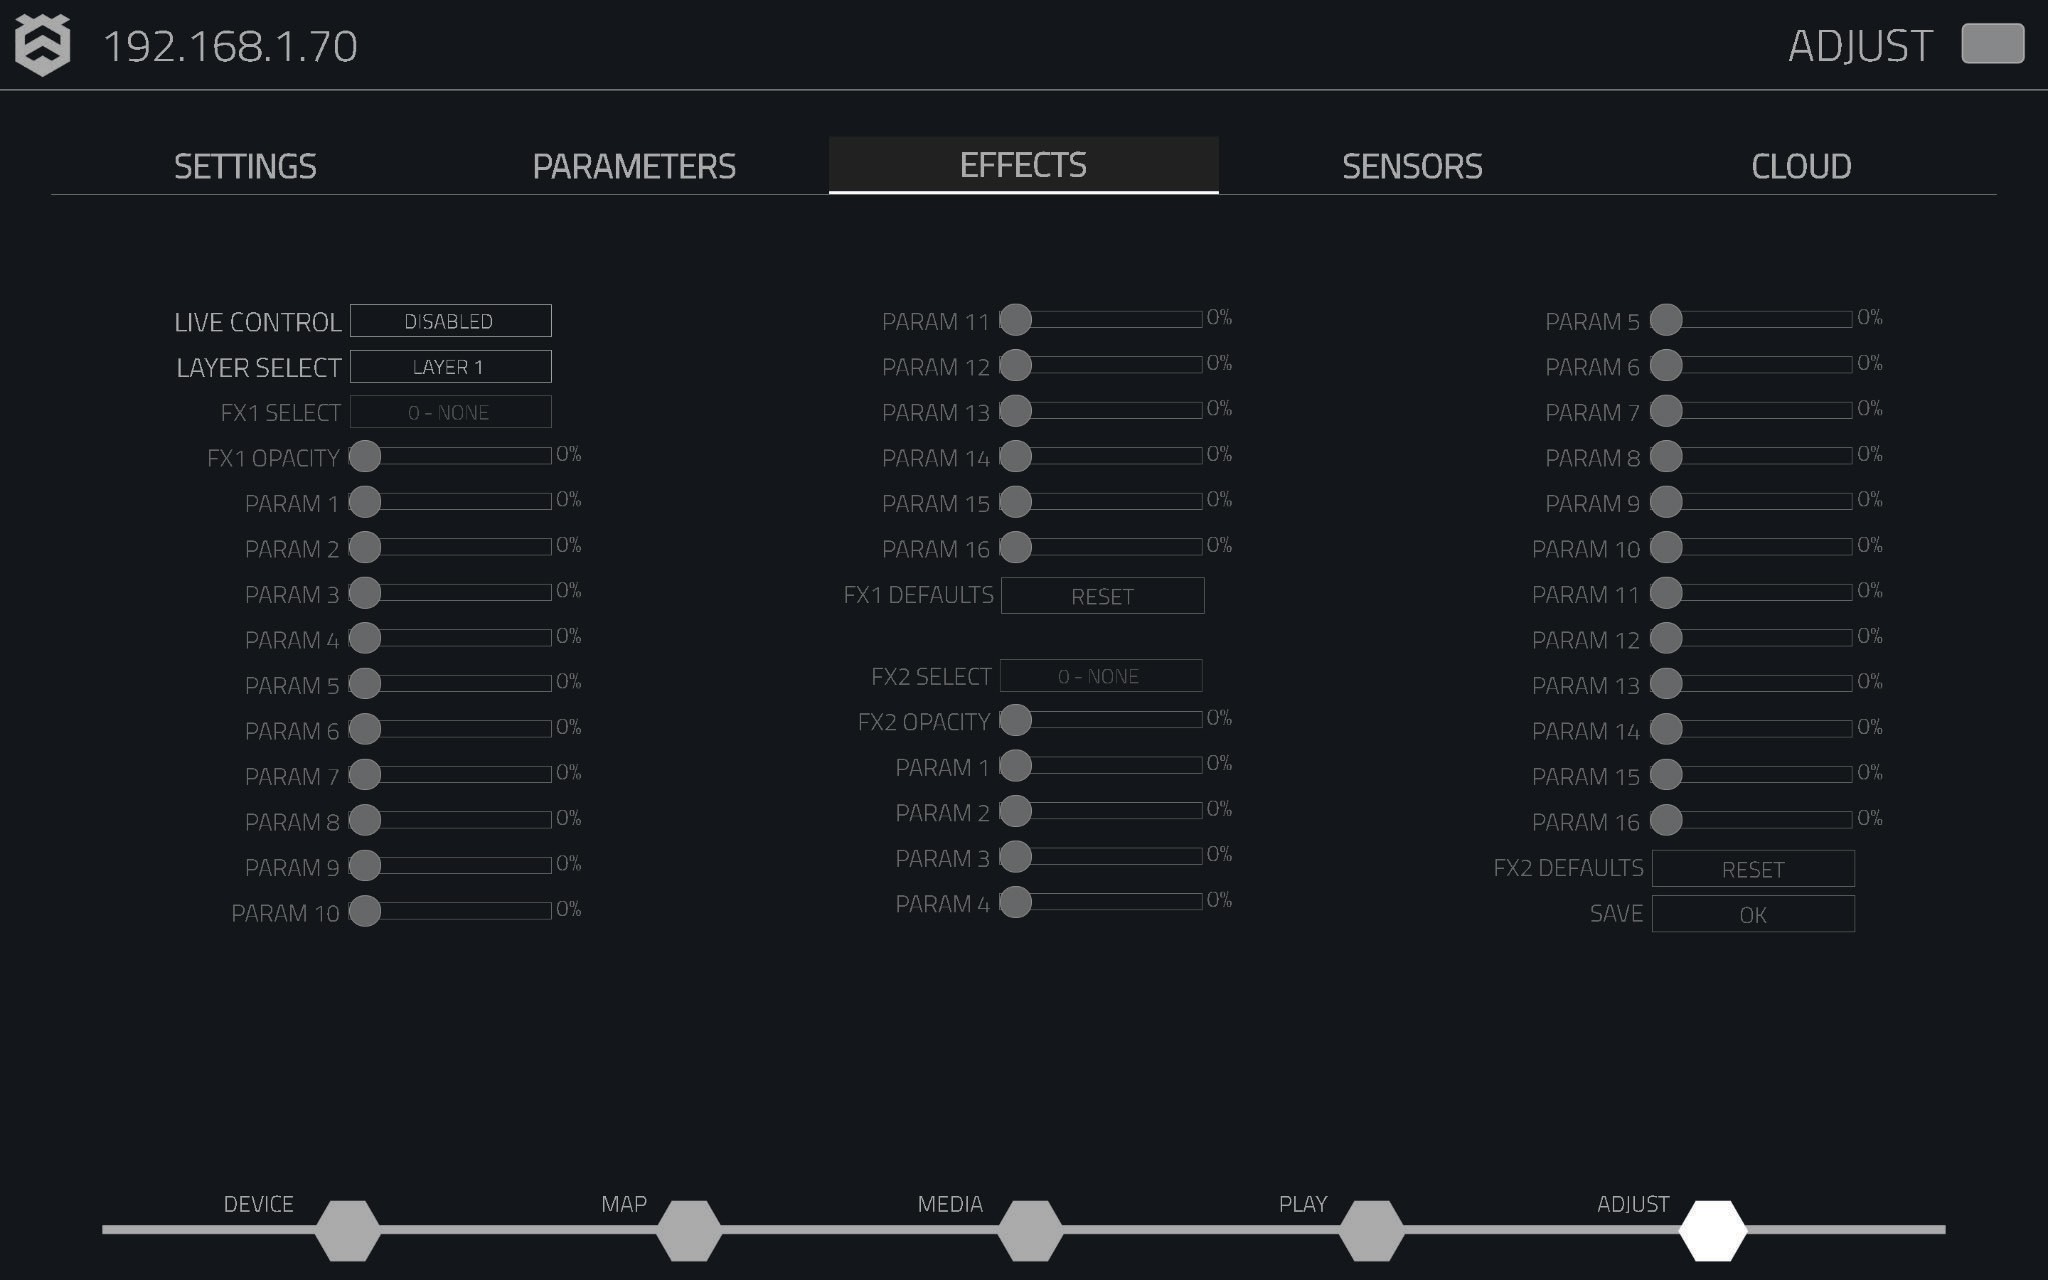 192.168.1.70
ADJUST
SETTINGS
PARAMETERS
EFFECTS
SENSORS
CLOUD
LIVE CONTROL DISABLED
LAYER SELECT LAYER 1
FX1 SELECT 0 - NONE
FX1 OPACITY 0%
PARAM 1 0%
PARAM 2 0%
PARAM 3 0%
PARAM 4 0%
PARAM 5 0%
PARAM 6 0%
PARAM 7 0%
PARAM 8 0%
PARAM 9 0%
PARAM 10 0%
PARAM 11 0%
PARAM 12 0%
PARAM 13 0%
PARAM 14 0%
PARAM 15 0%
PARAM 16 0%
FX1 DEFAULTS RESET
FX2 SELECT 0 - NONE
FX2 OPACITY 0%
PARAM 1 0%
PARAM 2 0%
PARAM 3 0%
PARAM 4 0%
PARAM 5 0%
PARAM 6 0%
PARAM 7 0%
PARAM 8 0%
PARAM 9 0%
PARAM 10 0%
PARAM 11 0%
PARAM 12 0%
PARAM 13 0%
PARAM 14 0%
PARAM 15 0%
PARAM 16 0%
FX2 DEFAULTS RESET
SAVE OK
DEVICE
MAP
MEDIA
PLAY
ADJUST